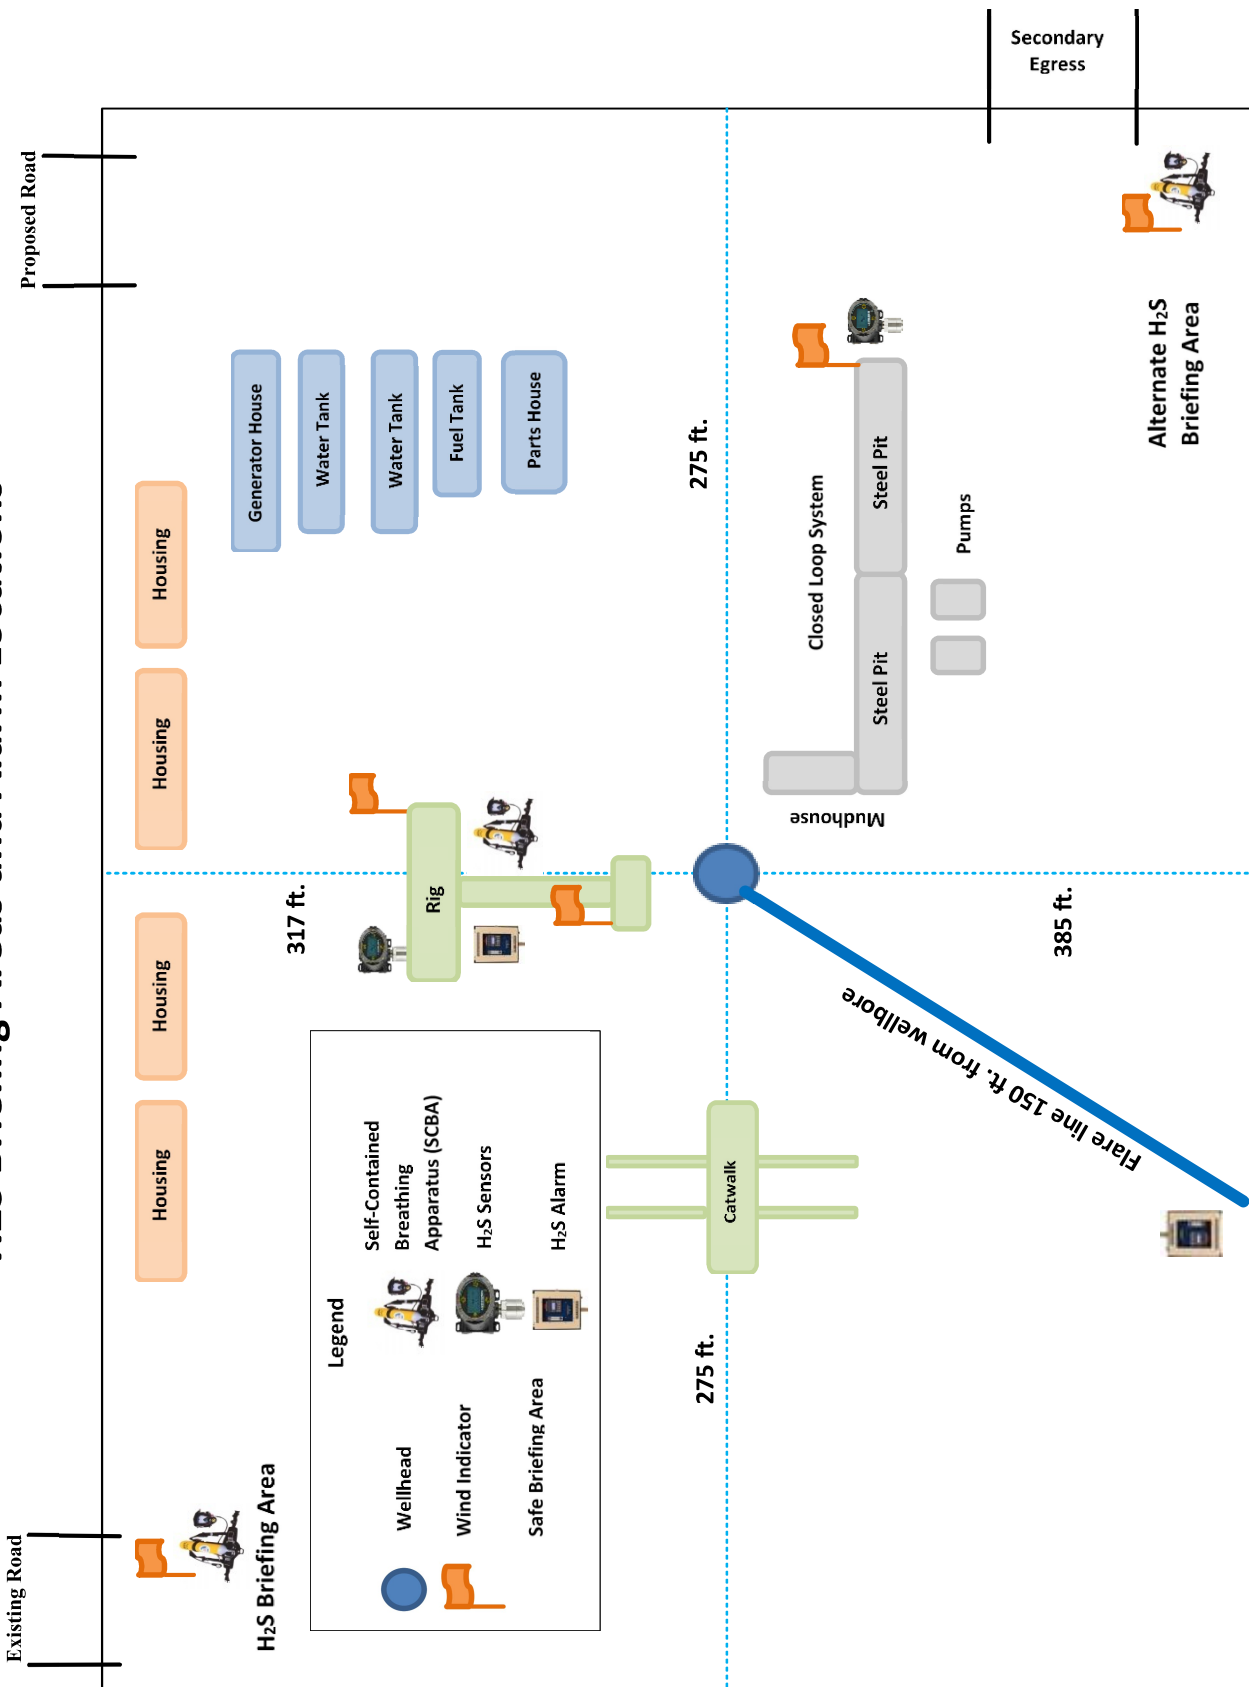 Existing Road
Proposed Road
Housing
Housing
Housing
Housing
H₂S Briefing Area
317 ft.
Generator House
Water Tank
Water Tank
Fuel Tank
Parts House
Rig
Legend
Wellhead
Wind Indicator
Safe Briefing Area
Self-Contained
Breathing
Apparatus (SCBA)
H₂S Sensors
H₂S Alarm
275 ft.
275 ft.
Catwalk
Mudhouse
Closed Loop System
Steel Pit
Steel Pit
Pumps
385 ft.
Flare line 150 ft. from wellbore
Secondary
Egress
Alternate H₂S
Briefing Area